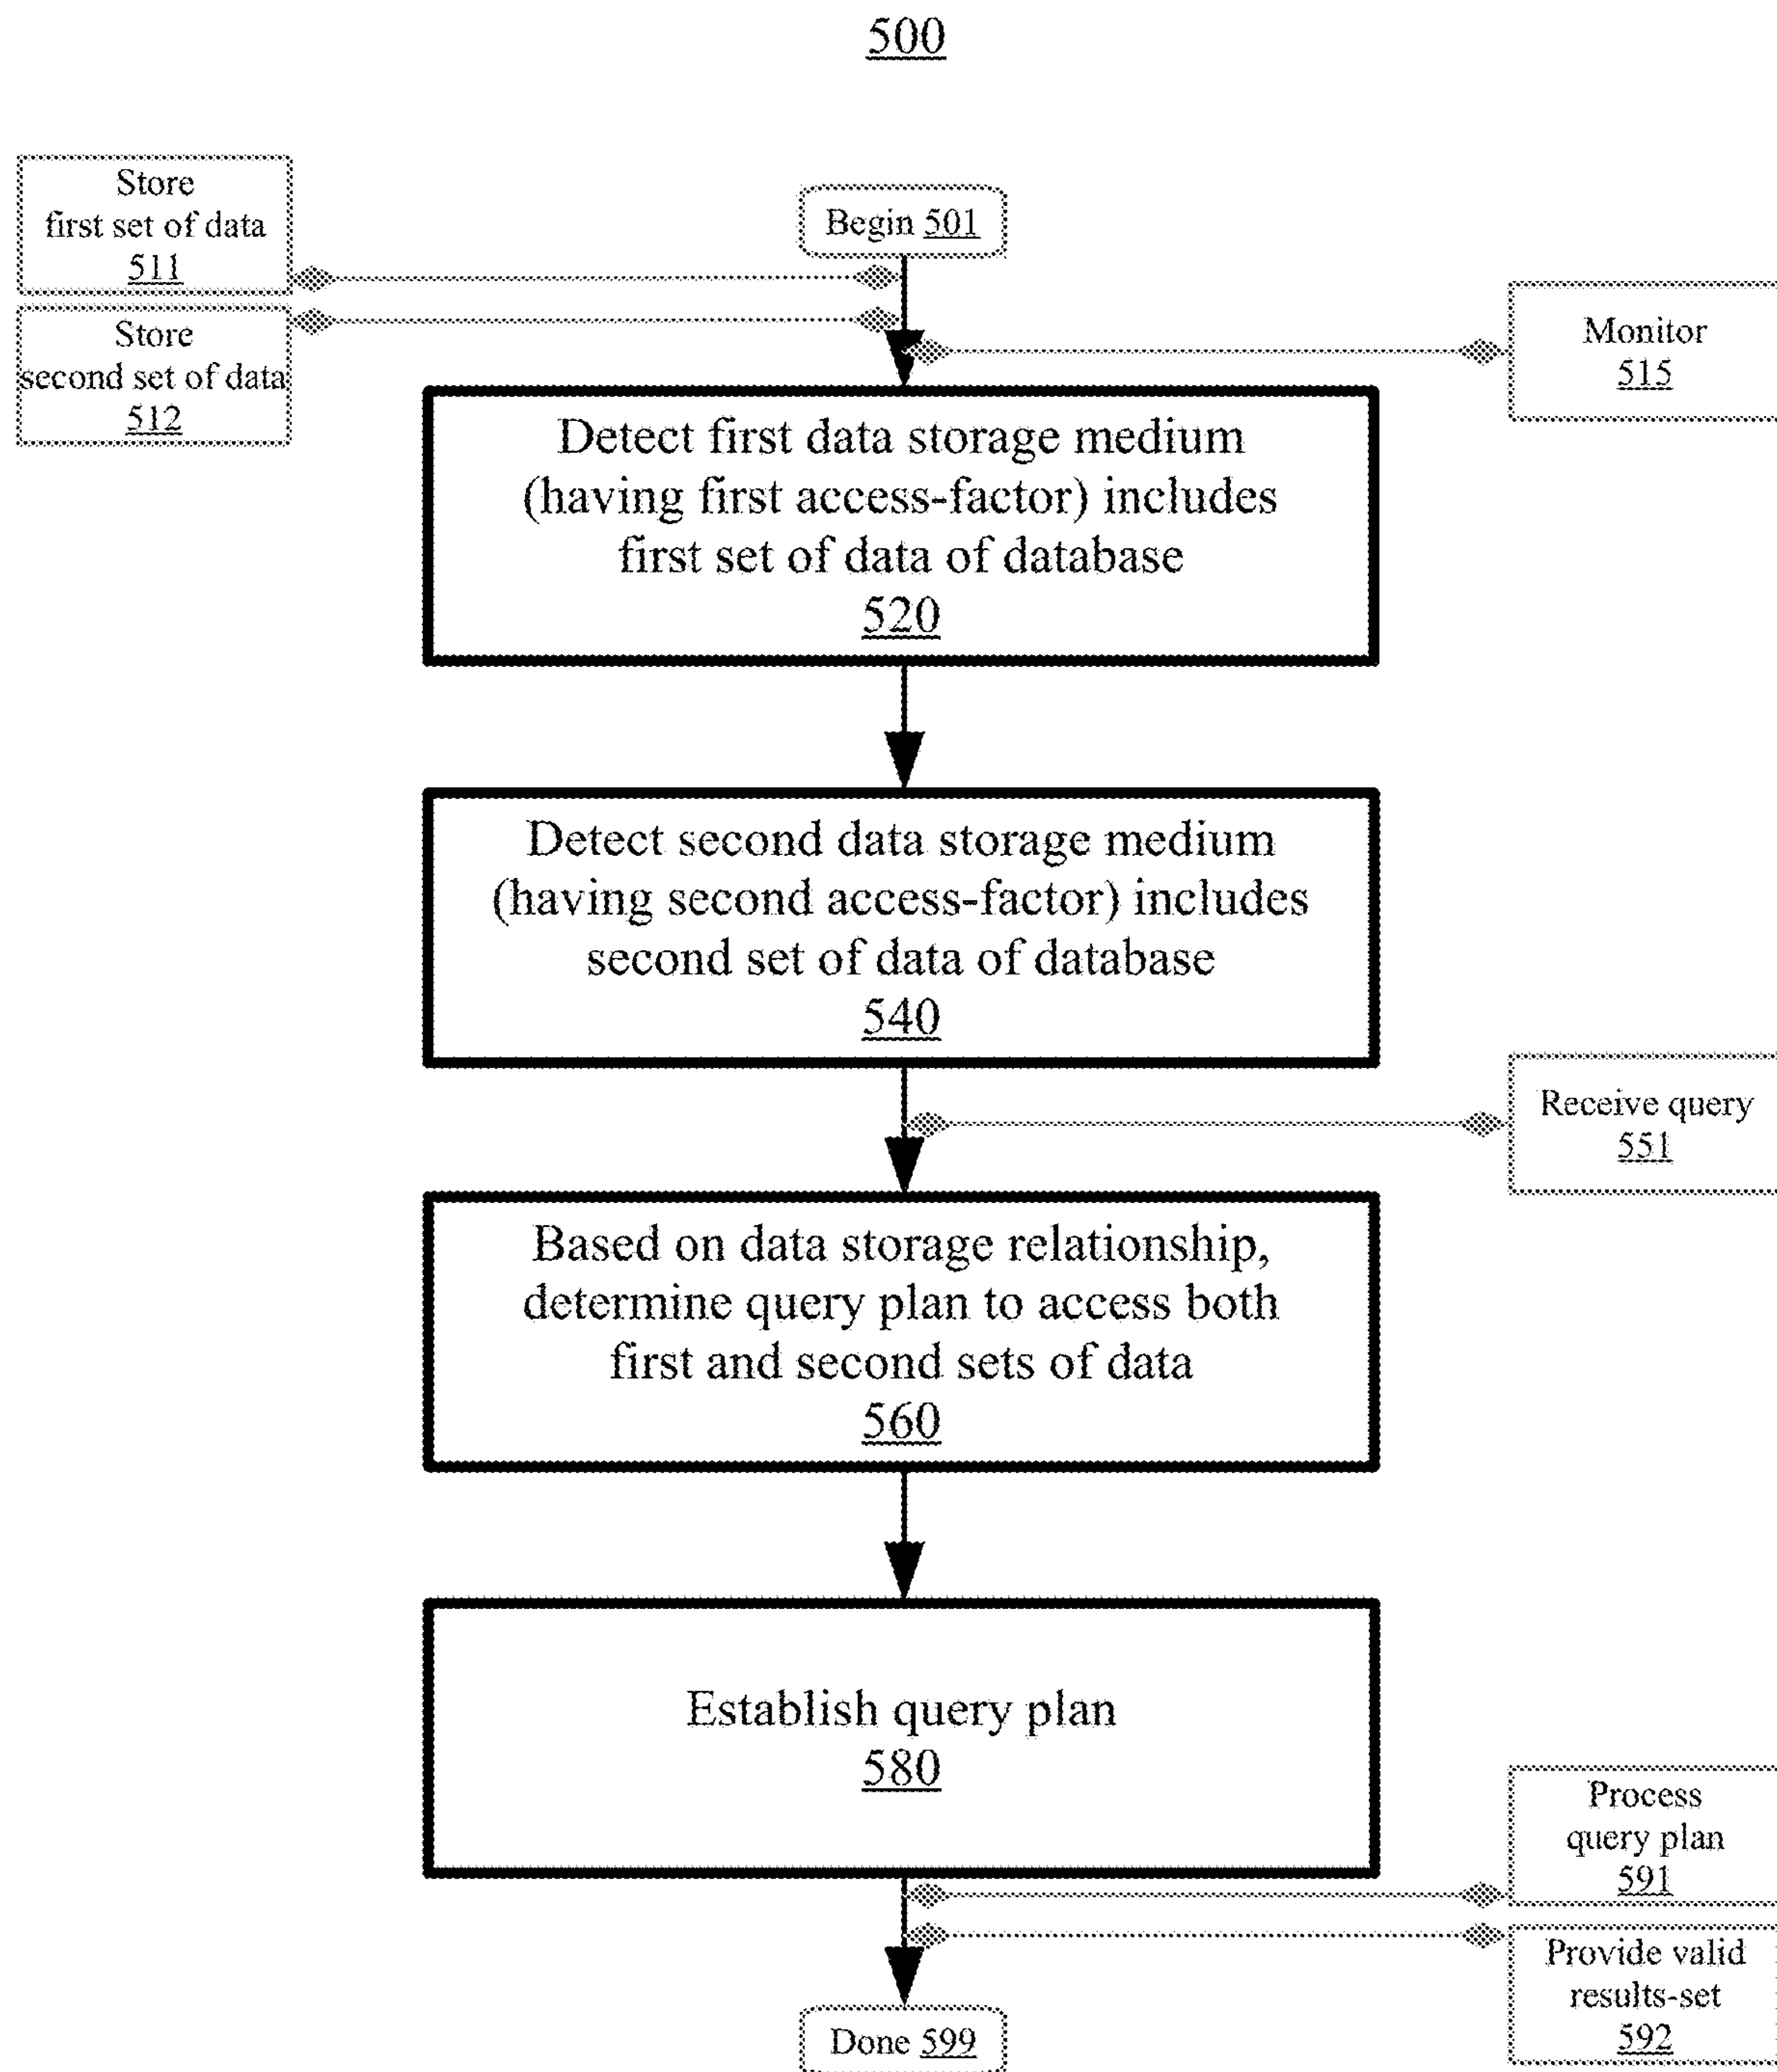 500
Store
first set of data
511
Begin 501
Store
second set of data
512
Monitor
515
Detect first data storage medium
(having first access-factor) includes
first set of data of database
520
Detect second data storage medium
(having second access-factor) includes
second set of data of database
540
Receive query
551
Based on data storage relationship,
determine query plan to access both
first and second sets of data
560
Establish query plan
580
Process
query plan
591
Provide valid
results-set
592
Done 599